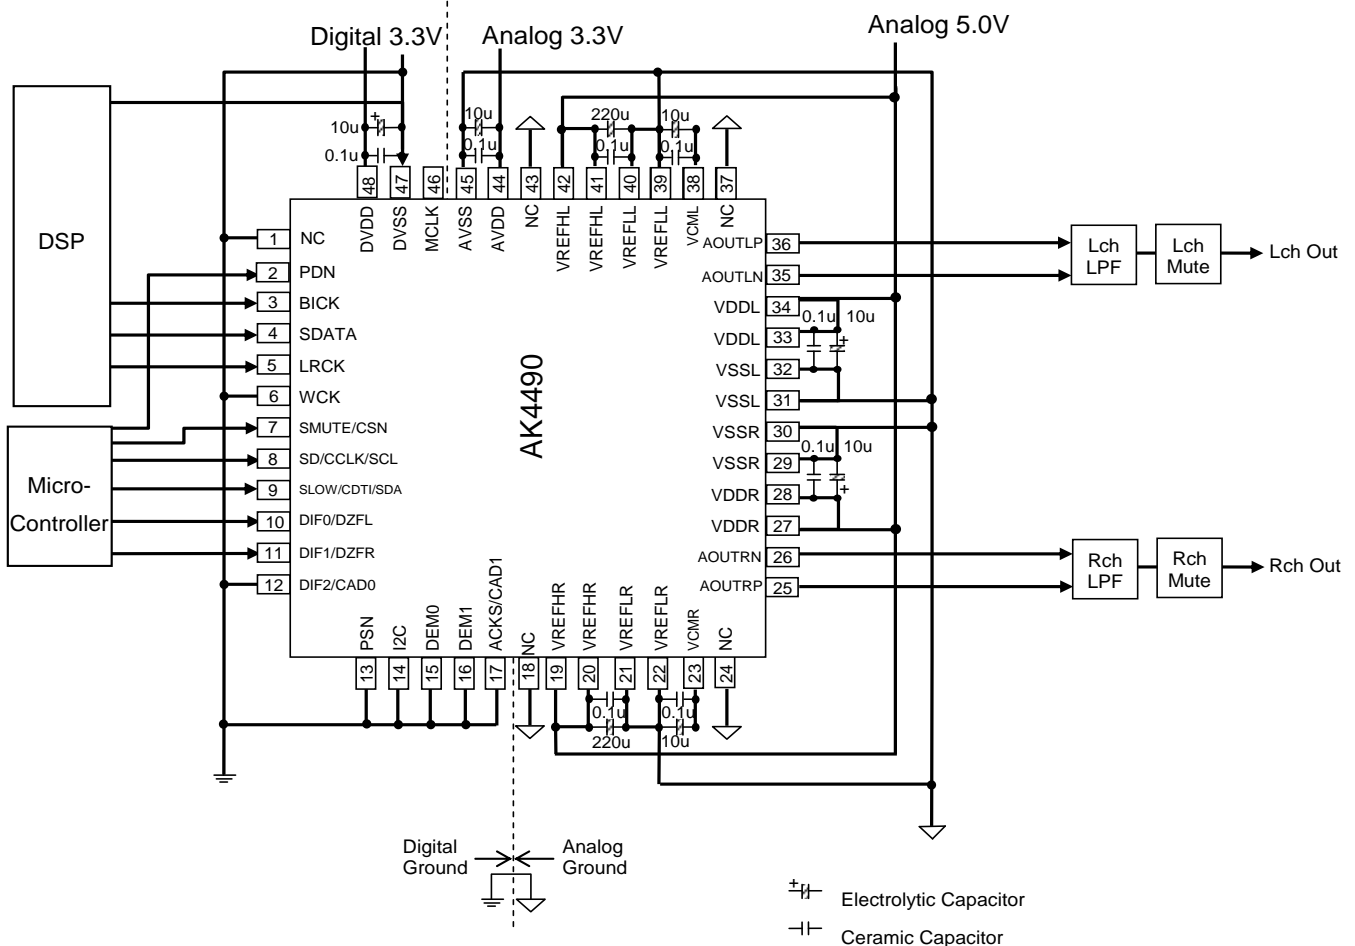 Digital 3.3V
Analog 3.3V
Analog 5.0V
10u
0.1u
10u
0.1u
220u
0.1u
10u
0.1u
48
47
46
45
44
43
42
41
40
39
38
37
DVDD
DVSS
MCLK
AVSS
AVDD
NC
VREFHL
VREFHL
VREFLL
VREFLL
VCML
NC
DSP
Micro-
Controller
1 NC
2 PDN
3 BICK
4 SDATA
5 LRCK
6 WCK
7 SMUTE/CSN
8 SD/CCLK/SCL
9 SLOW/CDTI/SDA
10 DIF0/DZFL
11 DIF1/DZFR
12 DIF2/CAD0
AK4490
AOUTLP 36
AOUTLN 35
VDDL 34
0.1u 10u
VDDL 33
VSSL 32
VSSL 31
VSSR 30
0.1u 10u
VSSR 29
VDDR 28
VDDR 27
AOUTRN 26
AOUTRP 25
Lch
LPF
Lch
Mute
Lch Out
Rch
LPF
Rch
Mute
Rch Out
PSN
I2C
DEM0
DEM1
ACKS/CAD1
NC
VREFHR
VREFHR
VREFLR
VREFLR
VCMR
NC
13
14
15
16
17
18
19
20
21
22
23
24
0.1u
220u
0.1u
10u
Digital
Ground
Analog
Ground
+
Electrolytic Capacitor
Ceramic Capacitor